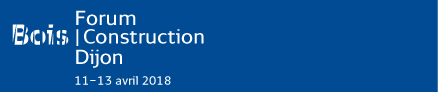 Forum
Bois | Construction
Dijon
11–13 avril 2018